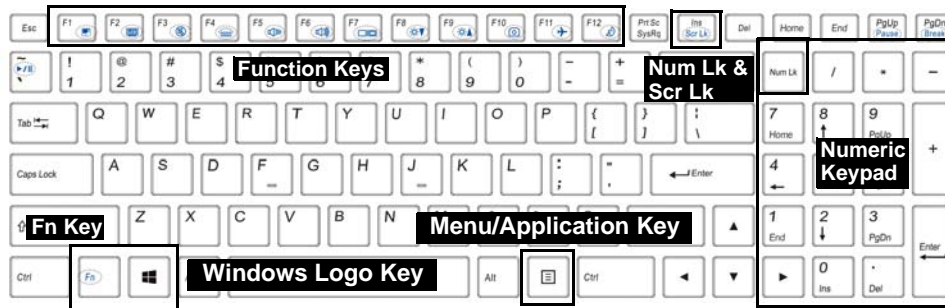 Esc F1 F2 F3 F4 F5 F6 F7 F8 F9 F10 F11 F12 Prt Sc SysRq Ins Scr Lk Del Home End PgUp Pause PgDn Break
~ ` ! 1 @ 2 # 3 $ 4 5 6 7 * 8 ( 9 ) 0 _ - + = Num Lk / * -
Function Keys
Num Lk &
Scr Lk
Tab Q W E R T Y U I O P { [ } ] \ 7 Home 8 9 PgUp +
Numeric
Keypad
Caps Lock A S D F G H J K L : ; " ' Enter 4
Fn Key
Z X C V B N
Menu/Application Key
1 End 2 3 PgDn Enter
Ctrl Fn
Windows Logo Key
Alt Ctrl 0 Ins . Del